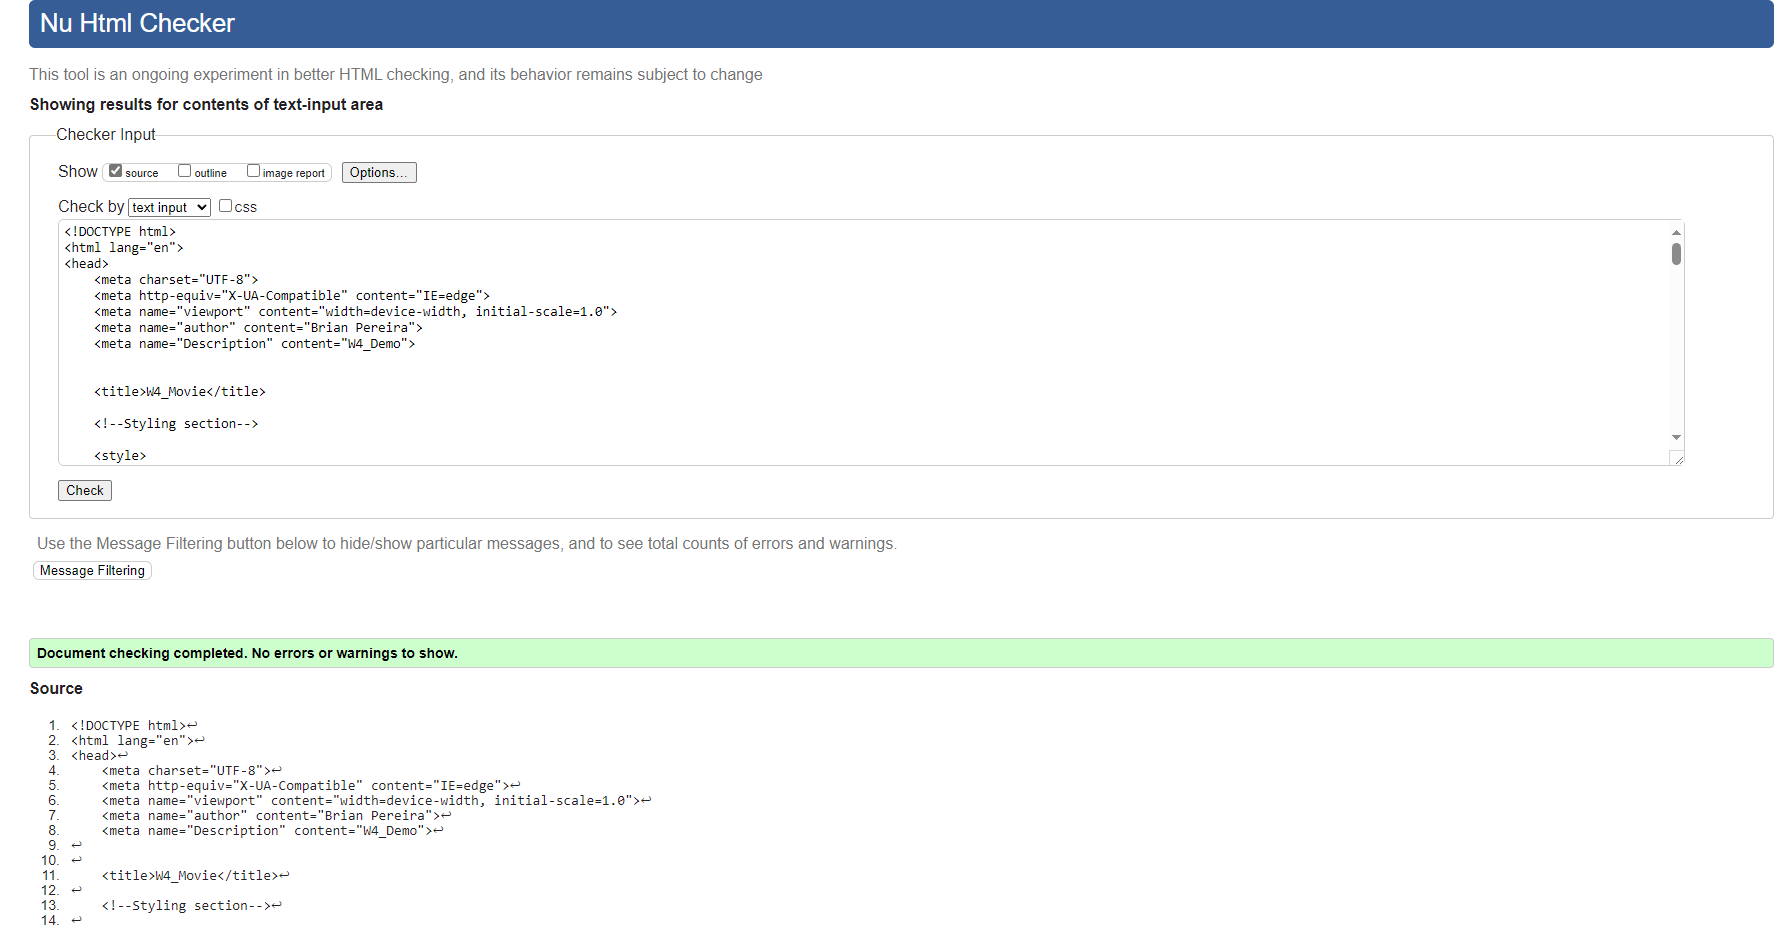 Nu Html Checker
This tool is an ongoing experiment in better HTML checking, and its behavior remains subject to change
Showing results for contents of text-input area
Checker Input
Show source outline image report Options...
Check by text input css
<!DOCTYPE html>
<html lang="en">
<head>
    <meta charset="UTF-8">
    <meta http-equiv="X-UA-Compatible" content="IE=edge">
    <meta name="viewport" content="width=device-width, initial-scale=1.0">
    <meta name="author" content="Brian Pereira">
    <meta name="Description" content="W4_Demo">
    <title>W4_Movie</title>
    <!--Styling section-->
    <style>
Check
Use the Message Filtering button below to hide/show particular messages, and to see total counts of errors and warnings.
Message Filtering
Document checking completed. No errors or warnings to show.
Source
1. <!DOCTYPE html>↩
2. <html lang="en">↩
3. <head>↩
4.     <meta charset="UTF-8">↩
5.     <meta http-equiv="X-UA-Compatible" content="IE=edge">↩
6.     <meta name="viewport" content="width=device-width, initial-scale=1.0">↩
7.     <meta name="author" content="Brian Pereira">↩
8.     <meta name="Description" content="W4_Demo">↩
9. ↩
10. ↩
11.     <title>W4_Movie</title>↩
12. ↩
13.     <!--Styling section-->↩
14. ↩